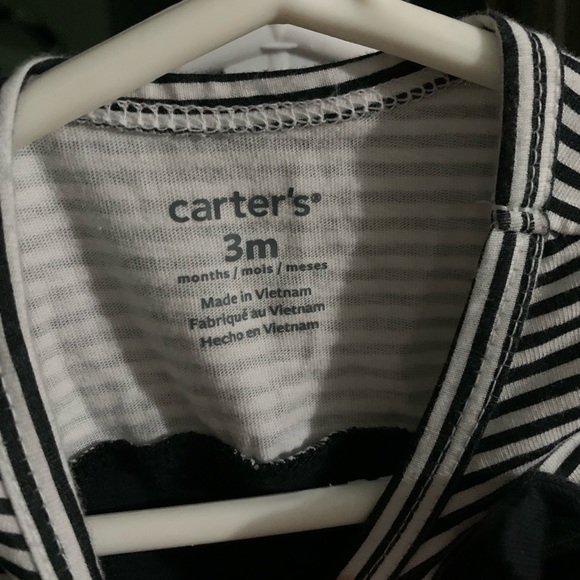 carter's®
3m
months / mois / meses
Made in Vietnam
Fabriqué au Vietnam
Hecho en Vietnam